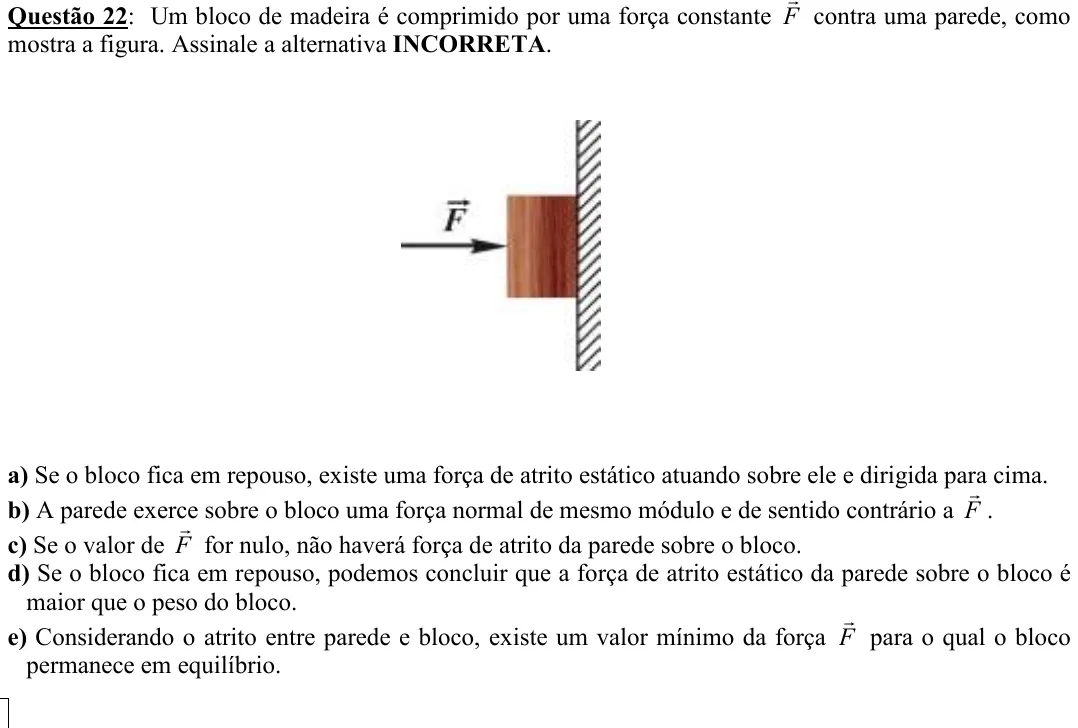 Questão 22: Um bloco de madeira é comprimido por uma força constante F⃗ contra uma parede, como
mostra a figura. Assinale a alternativa INCORRETA.
F⃗
a) Se o bloco fica em repouso, existe uma força de atrito estático atuando sobre ele e dirigida para cima.
b) A parede exerce sobre o bloco uma força normal de mesmo módulo e de sentido contrário a F⃗ .
c) Se o valor de F⃗ for nulo, não haverá força de atrito da parede sobre o bloco.
d) Se o bloco fica em repouso, podemos concluir que a força de atrito estático da parede sobre o bloco é
maior que o peso do bloco.
e) Considerando o atrito entre parede e bloco, existe um valor mínimo da força F⃗ para o qual o bloco
permanece em equilíbrio.